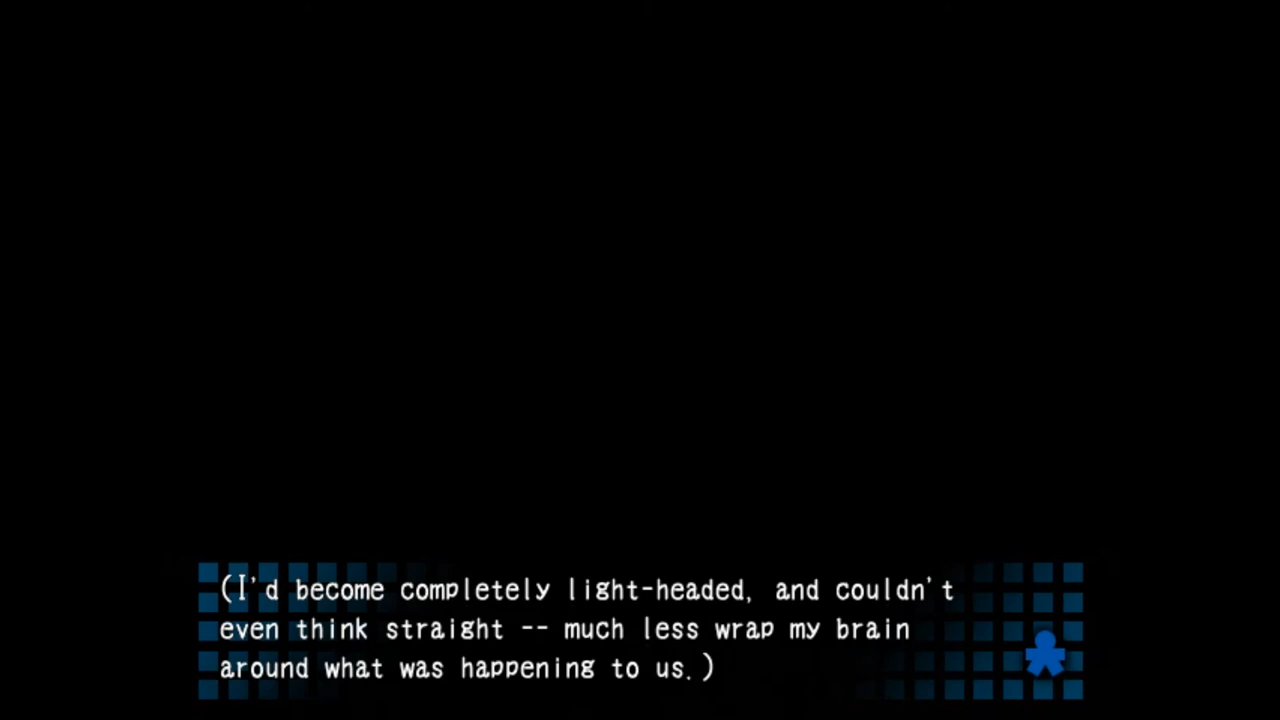 (I'd become completely light-headed, and couldn't
even think straight -- much less wrap my brain
around what was happening to us.)